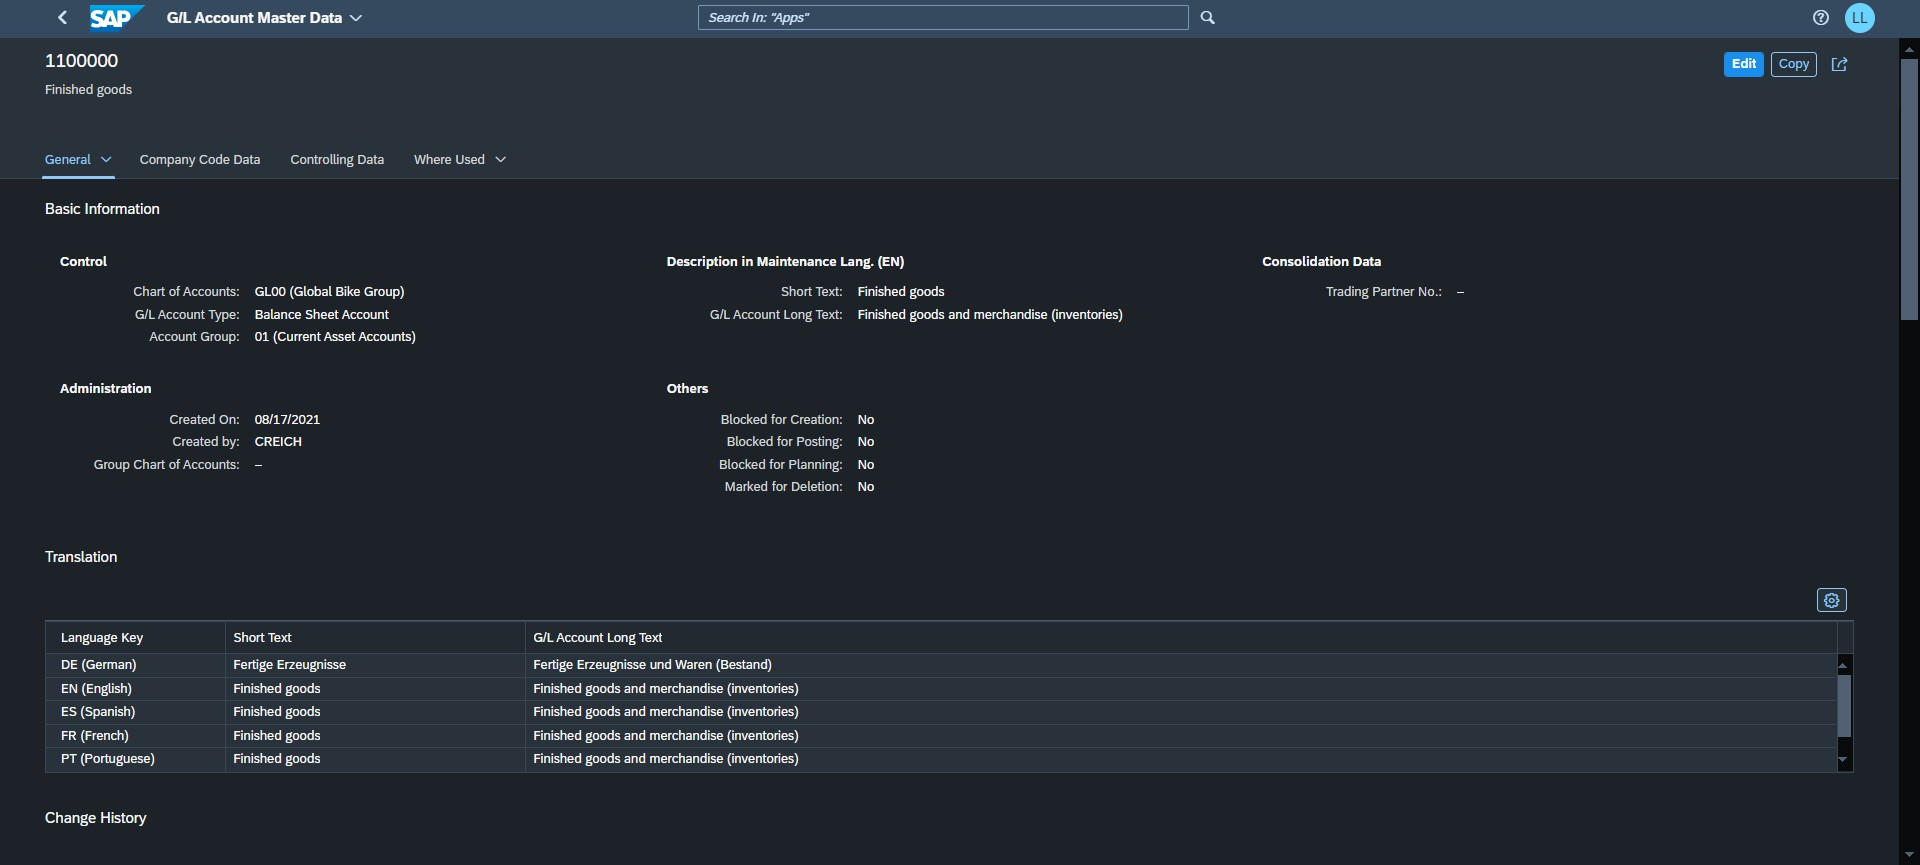 SAP G/L Account Master Data
Search In: "Apps"
LL
1100000
Finished goods
Edit Copy
General Company Code Data Controlling Data Where Used
Basic Information
Control
Chart of Accounts: GL00 (Global Bike Group)
G/L Account Type: Balance Sheet Account
Account Group: 01 (Current Asset Accounts)
Description in Maintenance Lang. (EN)
Short Text: Finished goods
G/L Account Long Text: Finished goods and merchandise (inventories)
Consolidation Data
Trading Partner No.: –
Administration
Created On: 08/17/2021
Created by: CREICH
Group Chart of Accounts: –
Others
Blocked for Creation: No
Blocked for Posting: No
Blocked for Planning: No
Marked for Deletion: No
Translation
Language Key Short Text G/L Account Long Text
DE (German) Fertige Erzeugnisse Fertige Erzeugnisse und Waren (Bestand)
EN (English) Finished goods Finished goods and merchandise (inventories)
ES (Spanish) Finished goods Finished goods and merchandise (inventories)
FR (French) Finished goods Finished goods and merchandise (inventories)
PT (Portuguese) Finished goods Finished goods and merchandise (inventories)
Change History